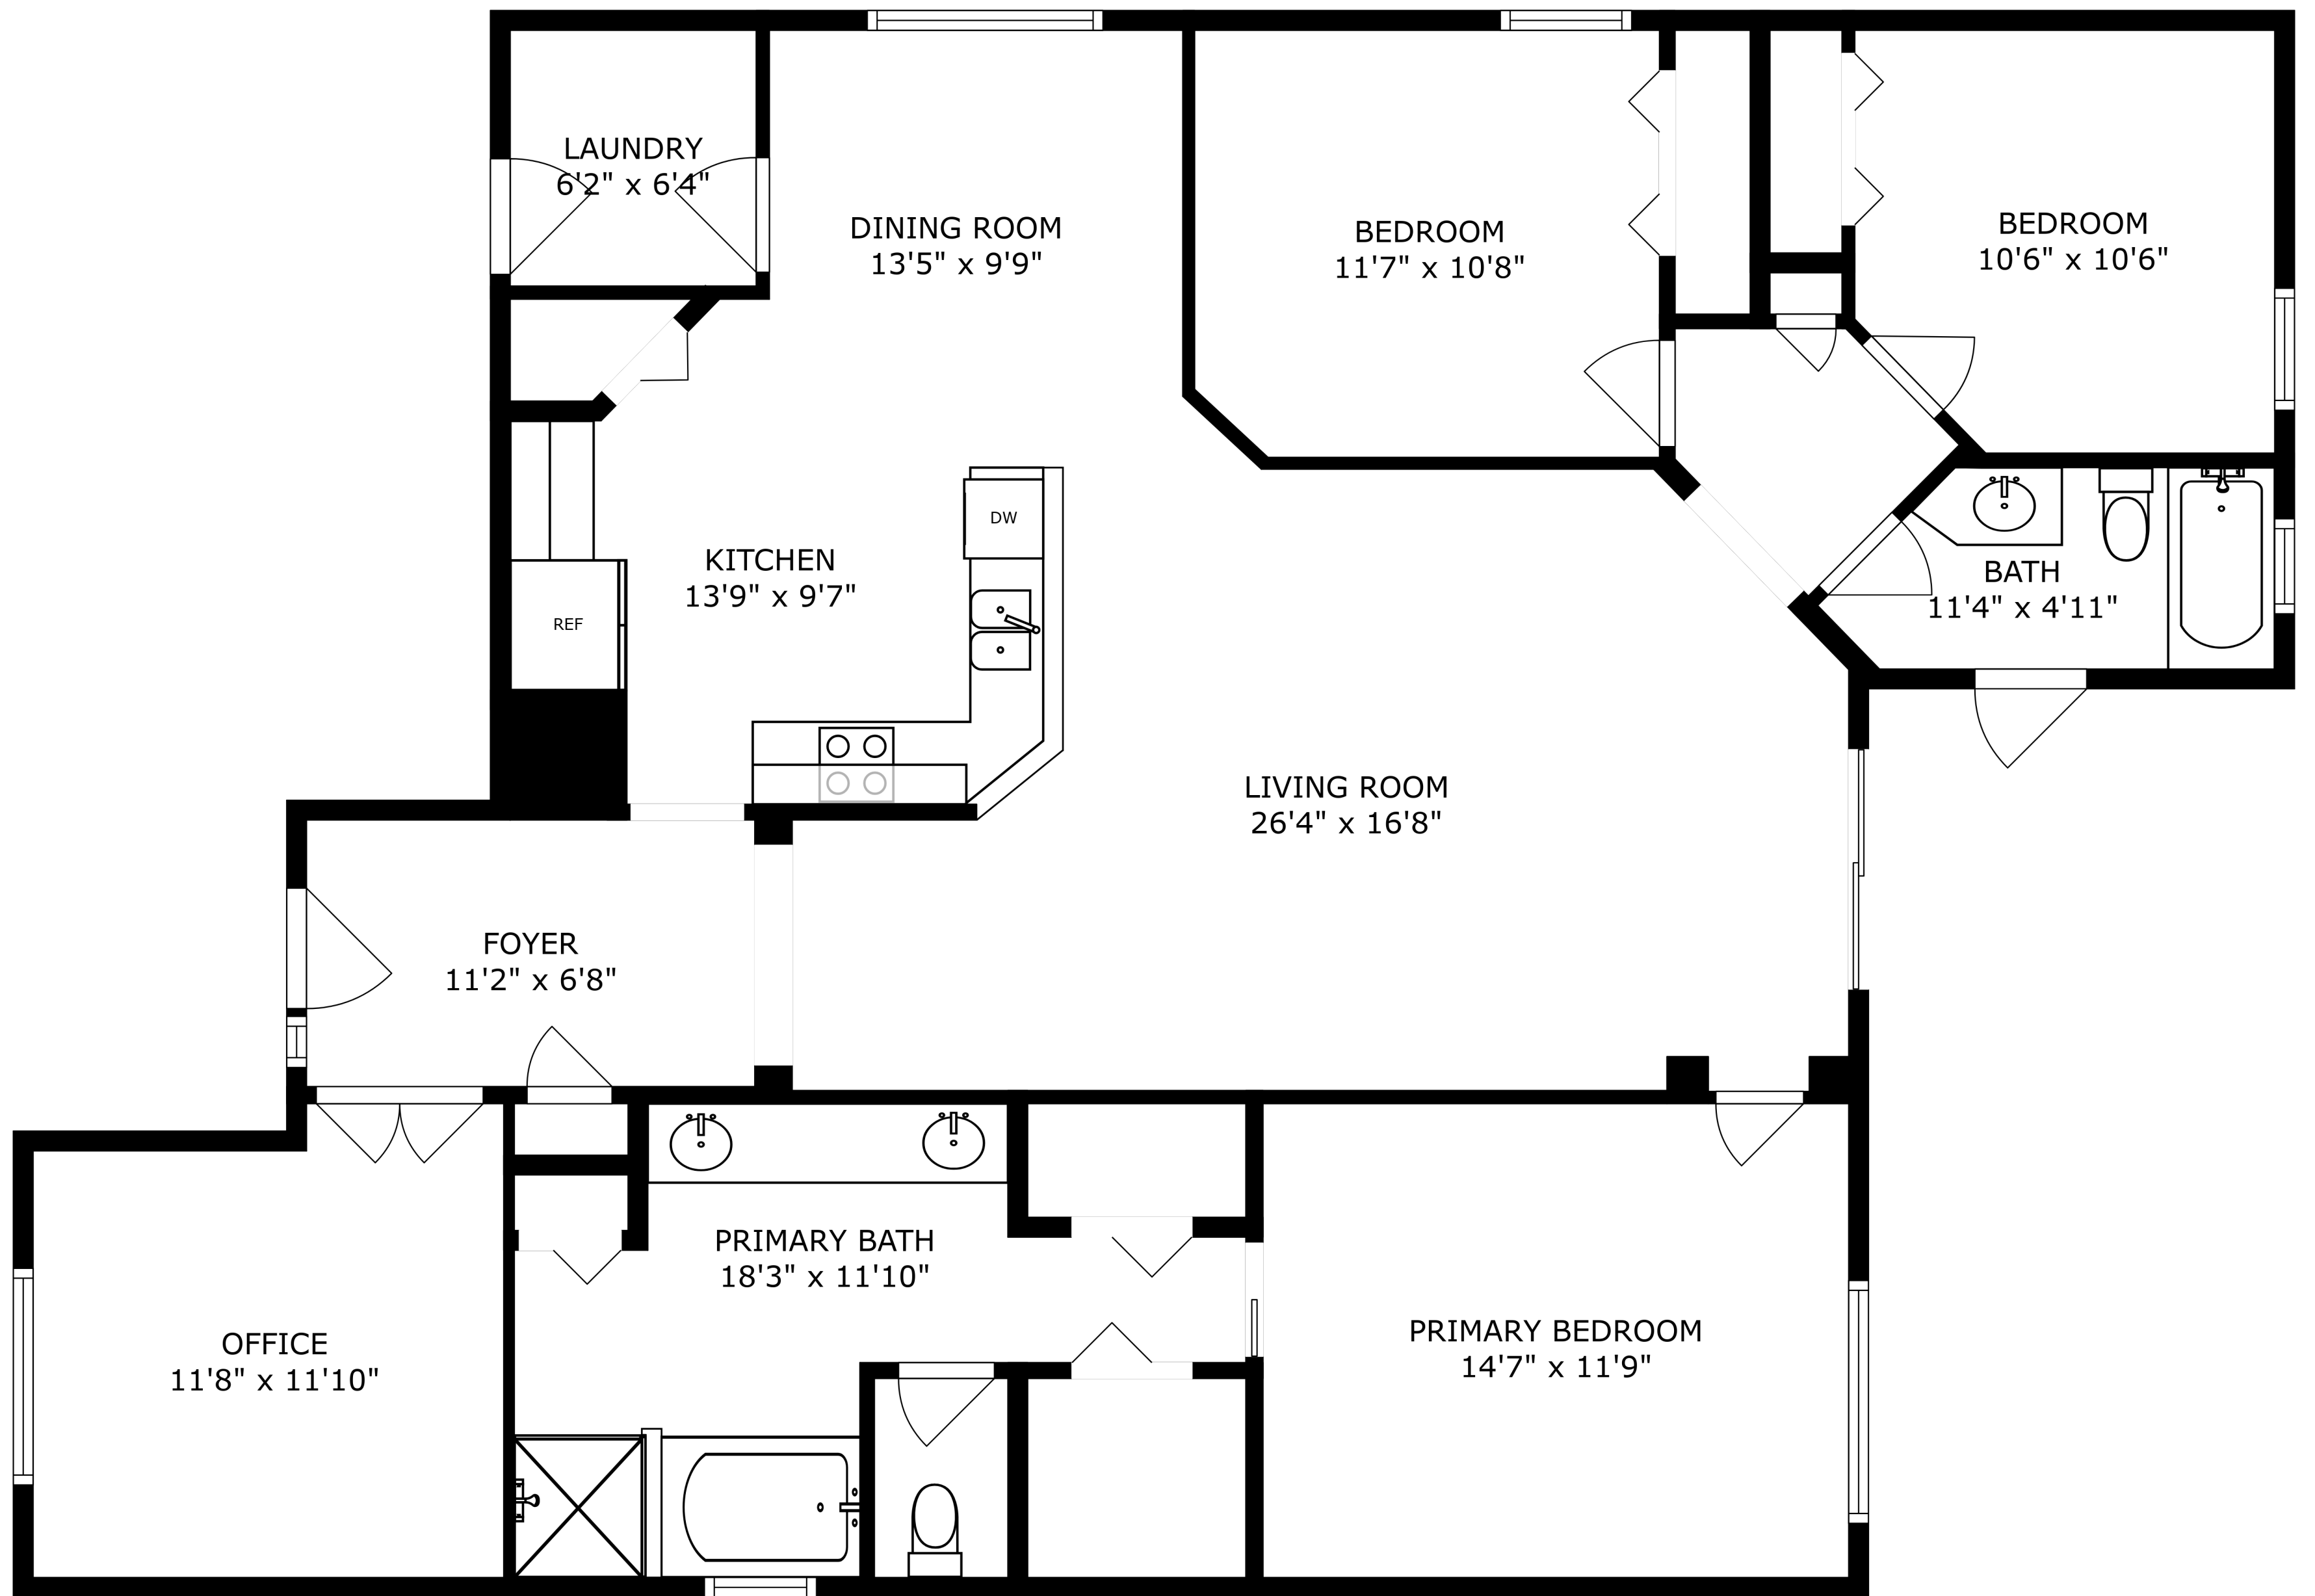 LAUNDRY
6'2" x 6'4"
DINING ROOM
13'5" x 9'9"
BEDROOM
11'7" x 10'8"
BEDROOM
10'6" x 10'6"
KITCHEN
13'9" x 9'7"
DW
REF
BATH
11'4" x 4'11"
LIVING ROOM
26'4" x 16'8"
FOYER
11'2" x 6'8"
PRIMARY BATH
18'3" x 11'10"
OFFICE
11'8" x 11'10"
PRIMARY BEDROOM
14'7" x 11'9"